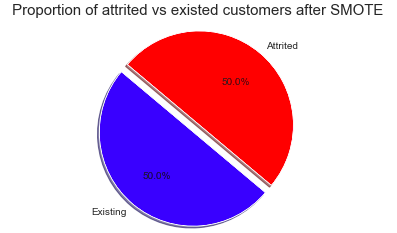 Proportion of attrited vs existed customers after SMOTE
Attrited
50.0%
50.0%
Existing